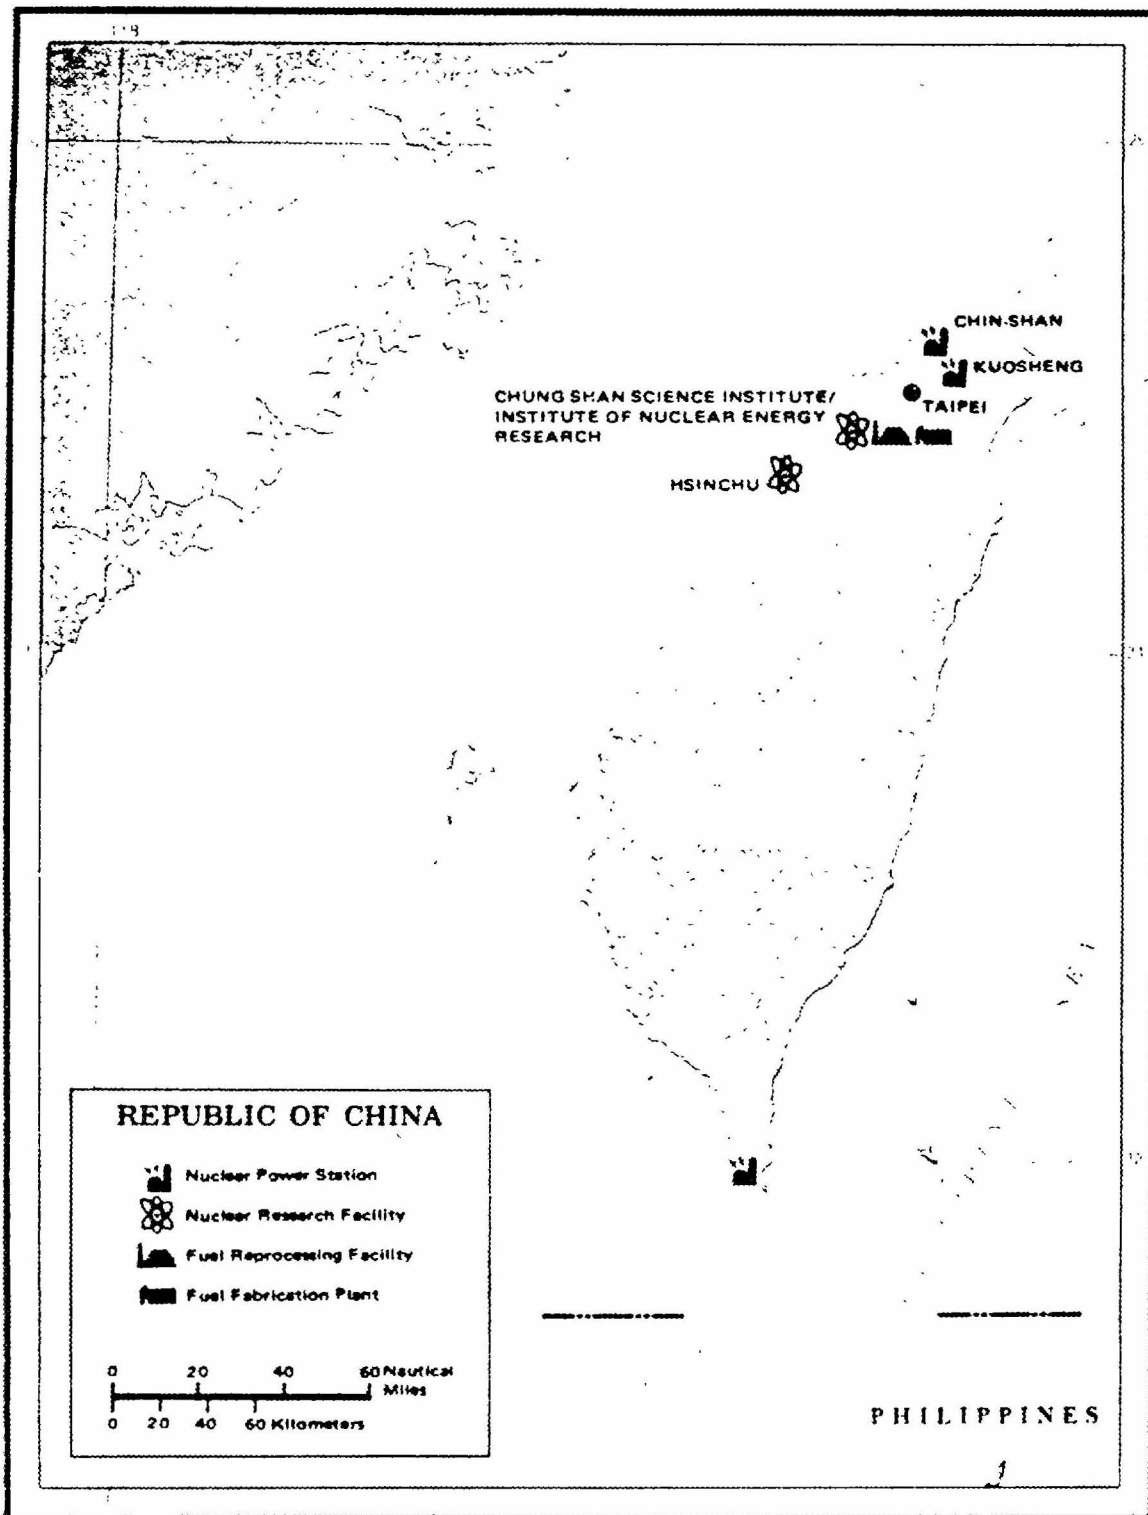 118
CHIN-SHAN
KUOSHENG
TAIPEI
CHUNG SHAN SCIENCE INSTITUTE/
INSTITUTE OF NUCLEAR ENERGY
RESEARCH
HSINCHU
REPUBLIC OF CHINA
Nuclear Power Station
Nuclear Research Facility
Fuel Reprocessing Facility
Fuel Fabrication Plant
0 20 40 60 Nautical
Miles
0 20 40 60 Kilometers
PHILIPPINES